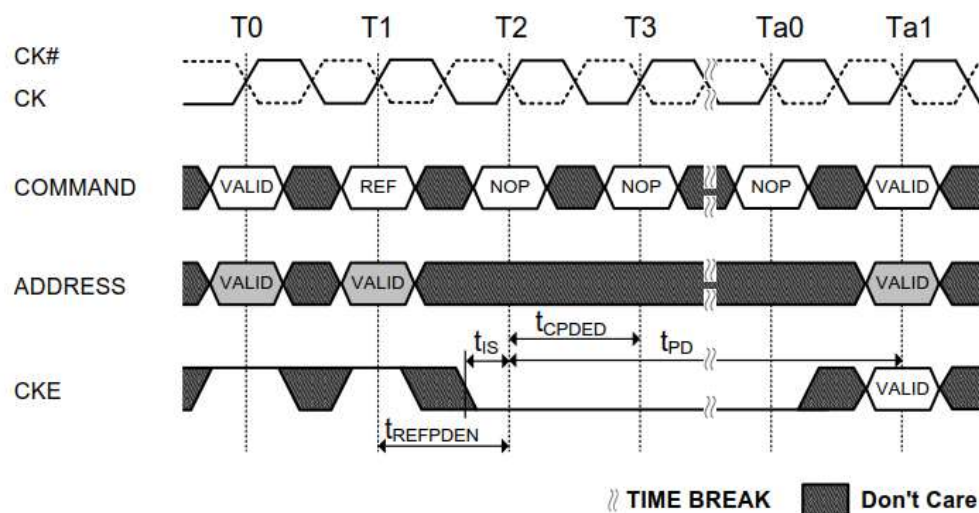 T0 T1 T2 T3 Ta0 Ta1
CK#
CK
COMMAND VALID REF NOP NOP NOP VALID
ADDRESS VALID VALID VALID
tCPDED
tIS tPD
CKE VALID
tREFPDEN
TIME BREAK Don't Care